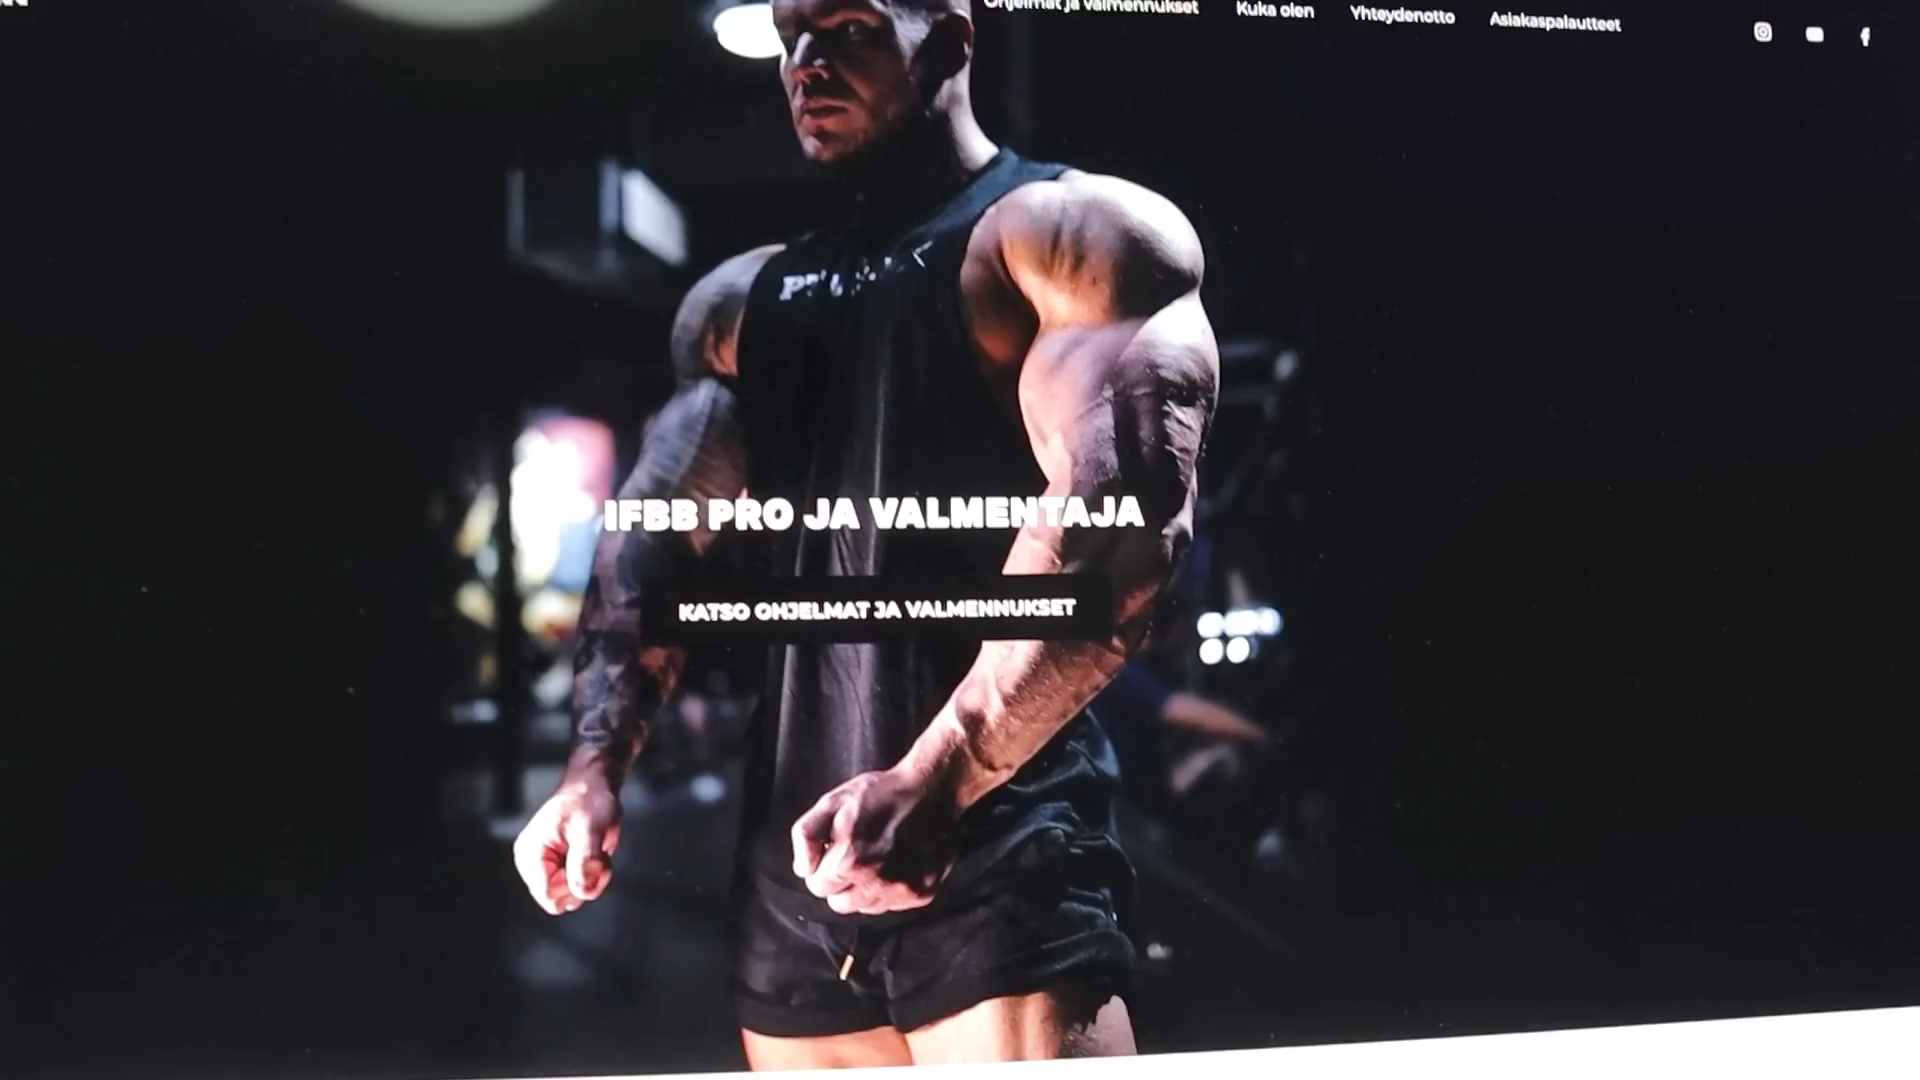 Ohjelmat ja valmennukset Kuka olen Yhteydenotto Asiakaspalautteet
IFBB PRO JA VALMENTAJA
KATSO OHJELMAT JA VALMENNUKSET